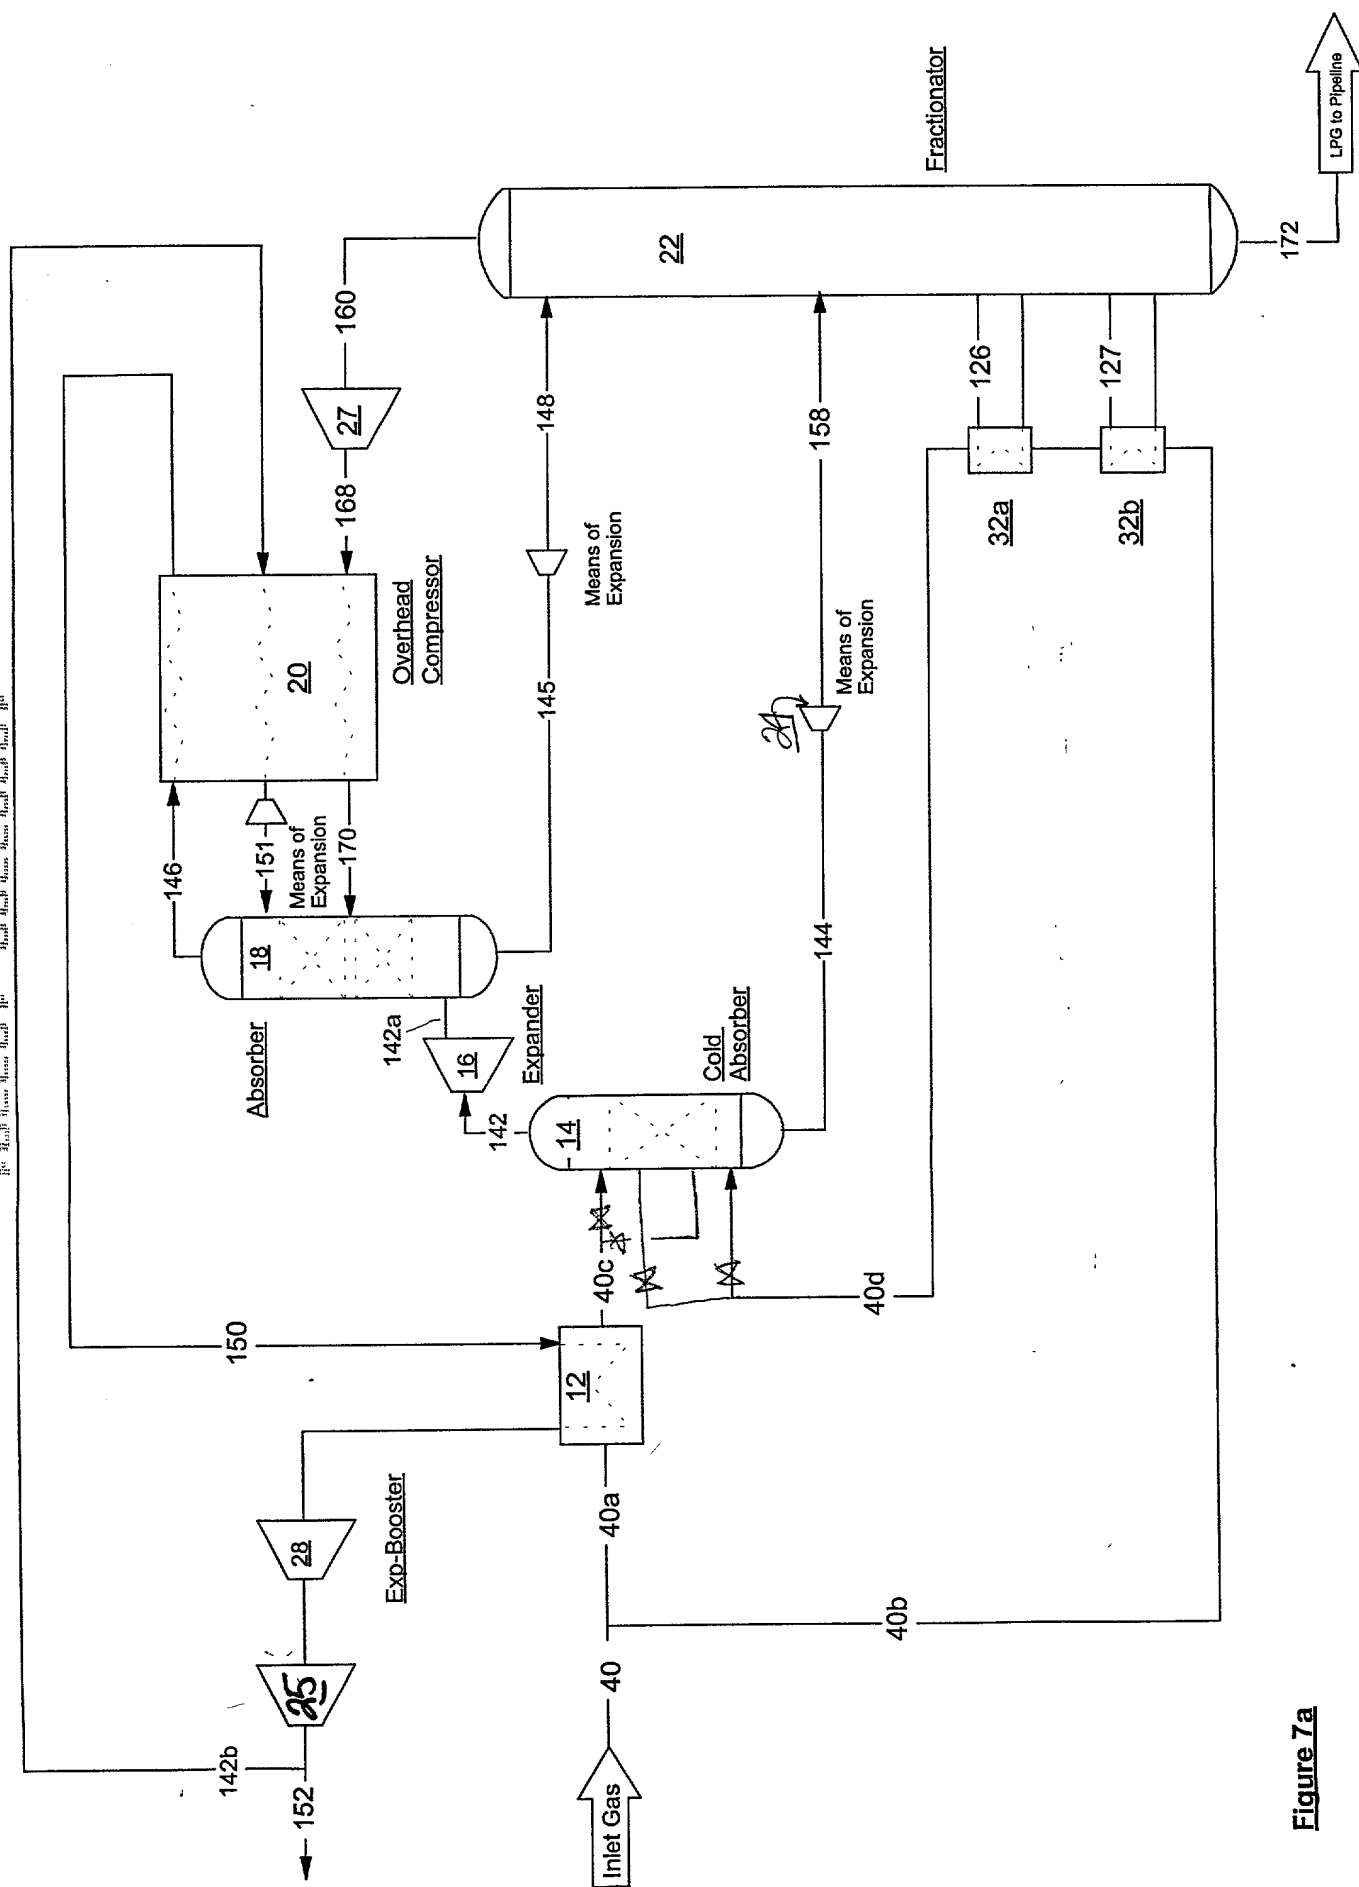 146
142b
150
Absorber
18
151
Means of
Expansion
20
152
25
28
170
168
27
160
Exp-Booster
142a
Overhead
Compressor
16
142
Expander
145
148
14
12
Means of
Expansion
Inlet Gas
40
40a
40c
22
Cold
Absorber
144
158
Means of
Expansion
40d
40b
Fractionator
126
32a
127
32b
172
Figure 7a
LPG to Pipeline